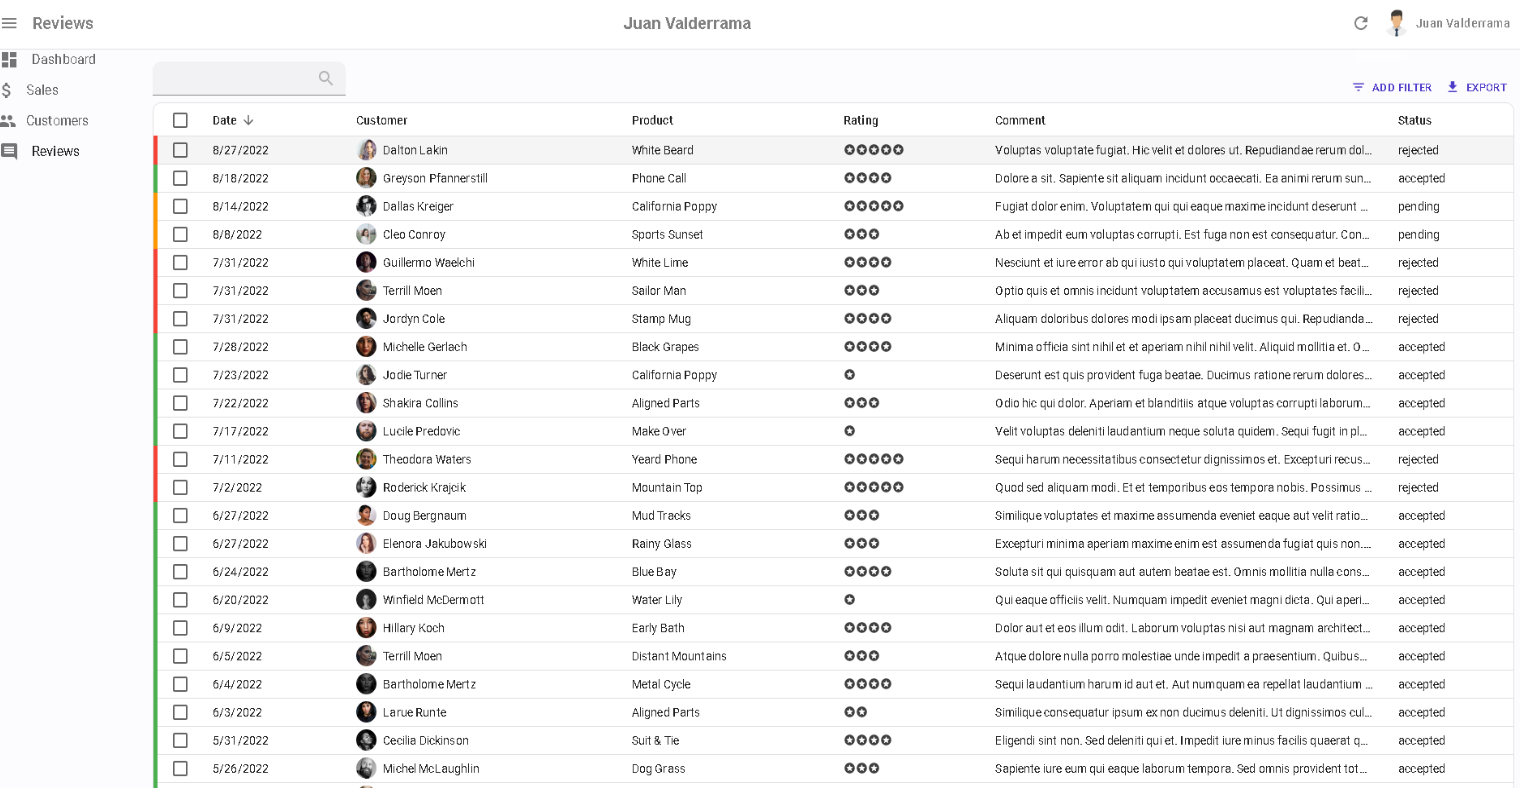 Reviews Juan Valderrama Juan Valderrama
Dashboard
Sales
Customers
Reviews
ADD FILTER EXPORT
Date Customer Product Rating Comment Status
8/27/2022 Dalton Lakin White Beard Voluptas voluptate fugiat. Hic velit et dolores ut. Repudiandae rerum dol... rejected
8/18/2022 Greyson Pfannerstill Phone Call Dolore a sit. Sapiente sit aliquam incidunt occaecati. Ea animi rerum sun... accepted
8/14/2022 Dallas Kreiger California Poppy Fugiat dolor enim. Voluptatem qui qui eaque maxime incidunt deserunt ... pending
8/8/2022 Cleo Conroy Sports Sunset Ab et impedit eum voluptas corrupti. Est fuga non est consequatur. Con... pending
7/31/2022 Guillermo Waelchi White Lime Nesciunt et iure error ab qui iusto qui voluptatem placeat. Quam et beat... rejected
7/31/2022 Terrill Moen Sailor Man Optio quis et omnis incidunt voluptatem accusamus est voluptates facili... rejected
7/31/2022 Jordyn Cole Stamp Mug Aliquam doloribus dolores modi ipsam placeat ducimus qui. Repudianda... rejected
7/28/2022 Michelle Gerlach Black Grapes Minima officia sint nihil et et aperiam nihil nihil velit. Aliquid mollitia et. O... accepted
7/23/2022 Jodie Turner California Poppy Deserunt est quis provident fuga beatae. Ducimus ratione rerum dolores... accepted
7/22/2022 Shakira Collins Aligned Parts Odio hic qui dolor. Aperiam et blanditiis atque voluptas corrupti laborum... accepted
7/17/2022 Lucile Predovic Make Over Velit voluptas deleniti laudantium neque soluta quidem. Sequi fugit in pl... accepted
7/11/2022 Theodora Waters Yeard Phone Sequi harum necessitatibus consectetur dignissimos et. Excepturi recus... rejected
7/2/2022 Roderick Krajcik Mountain Top Quod sed aliquam modi. Et et temporibus eos tempora nobis. Possimus ... rejected
6/27/2022 Doug Bergnaum Mud Tracks Similique voluptates et maxime assumenda eveniet eaque aut velit ratio... accepted
6/27/2022 Elenora Jakubowski Rainy Glass Excepturi minima aperiam maxime enim est assumenda fugiat quis non.... accepted
6/24/2022 Bartholome Mertz Blue Bay Soluta sit qui quisquam aut autem beatae est. Omnis mollitia nulla cons... accepted
6/20/2022 Winfield McDermott Water Lily Qui eaque officiis velit. Numquam impedit eveniet magni dicta. Qui aperi... accepted
6/9/2022 Hillary Koch Early Bath Dolor aut et eos illum odit. Laborum voluptas nisi aut magnam architect... accepted
6/5/2022 Terrill Moen Distant Mountains Atque dolore nulla porro molestiae unde impedit a praesentium. Quibus... accepted
6/4/2022 Bartholome Mertz Metal Cycle Sequi laudantium harum id aut et. Aut numquam ea repellat laudantium ... accepted
6/3/2022 Larue Runte Aligned Parts Similique consequatur ipsum ex non ducimus deleniti. Ut dignissimos cul... accepted
5/31/2022 Cecilia Dickinson Suit & Tie Eligendi sint non. Sed deleniti qui et. Impedit iure minus facilis quaerat q... accepted
5/26/2022 Michel McLaughlin Dog Grass Sapiente iure eum qui eaque laborum tempora. Sed omnis provident tot... accepted